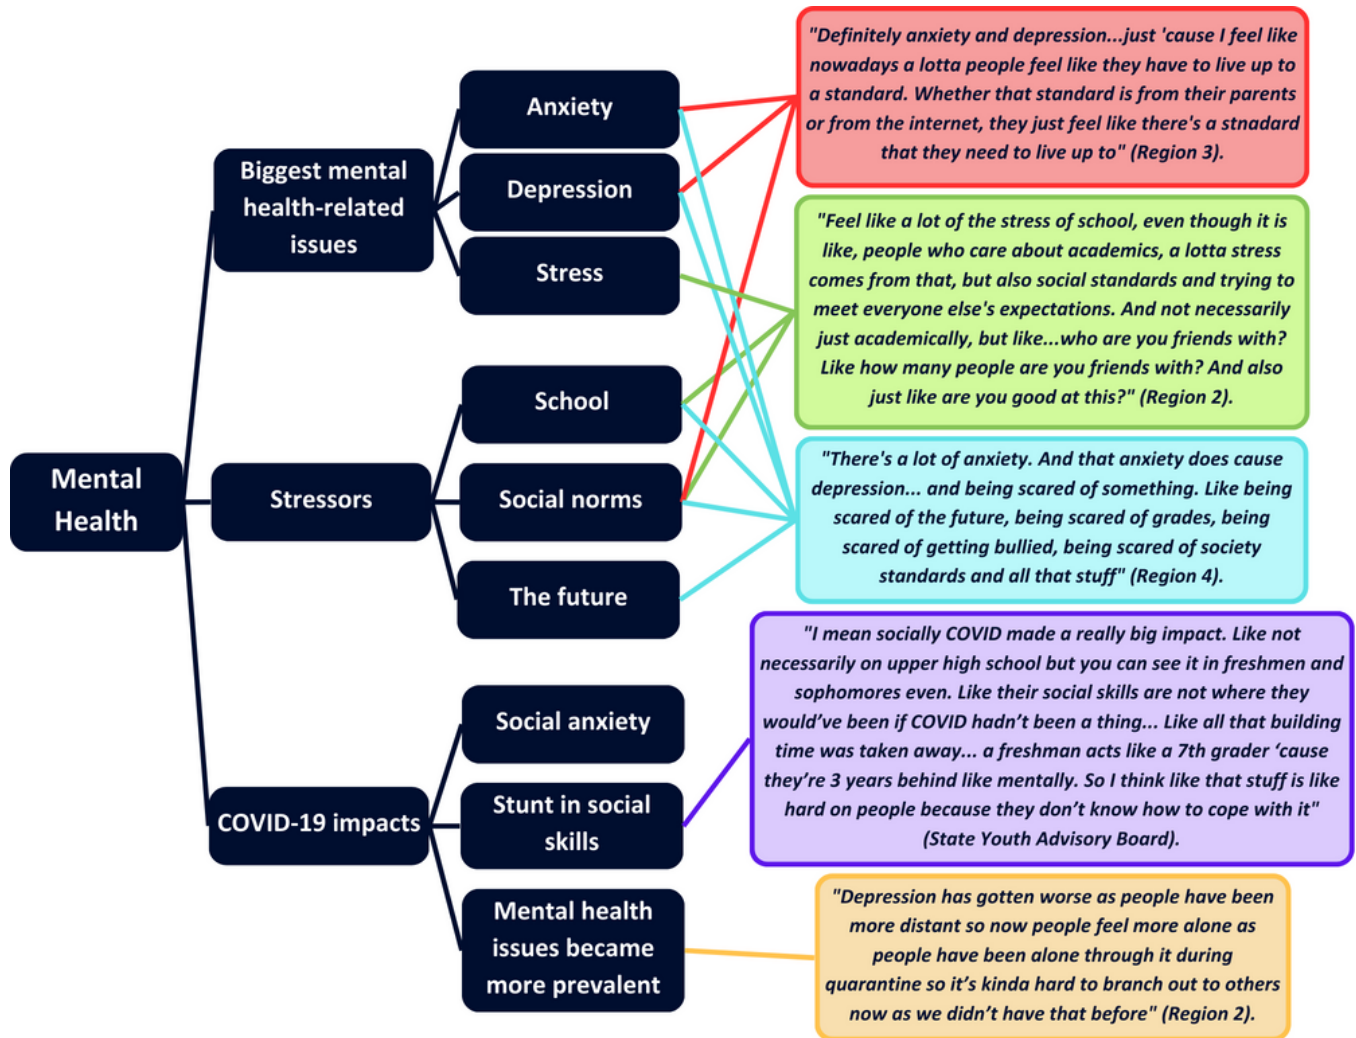 Mental
Health
Biggest mental
health-related
issues
Anxiety
Depression
Stress
Stressors
School
Social norms
The future
COVID-19 impacts
Social anxiety
Stunt in social
skills
Mental health
issues became
more prevalent
"Definitely anxiety and depression...just 'cause I feel like
nowadays a lotta people feel like they have to live up to
a standard. Whether that standard is from their parents
or from the internet, they just feel like there's a stnadard
that they need to live up to" (Region 3).
"Feel like a lot of the stress of school, even though it is
like, people who care about academics, a lotta stress
comes from that, but also social standards and trying to
meet everyone else's expectations. And not necessarily
just academically, but like...who are you friends with?
Like how many people are you friends with? And also
just like are you good at this?" (Region 2).
"There's a lot of anxiety. And that anxiety does cause
depression... and being scared of something. Like being
scared of the future, being scared of grades, being
scared of getting bullied, being scared of society
standards and all that stuff" (Region 4).
"I mean socially COVID made a really big impact. Like not
necessarily on upper high school but you can see it in freshmen and
sophomores even. Like their social skills are not where they
would’ve been if COVID hadn’t been a thing... Like all that building
time was taken away... a freshman acts like a 7th grader ‘cause
they’re 3 years behind like mentally. So I think like that stuff is like
hard on people because they don’t know how to cope with it"
(State Youth Advisory Board).
"Depression has gotten worse as people have been
more distant so now people feel more alone as
people have been alone through it during
quarantine so it’s kinda hard to branch out to others
now as we didn’t have that before" (Region 2).